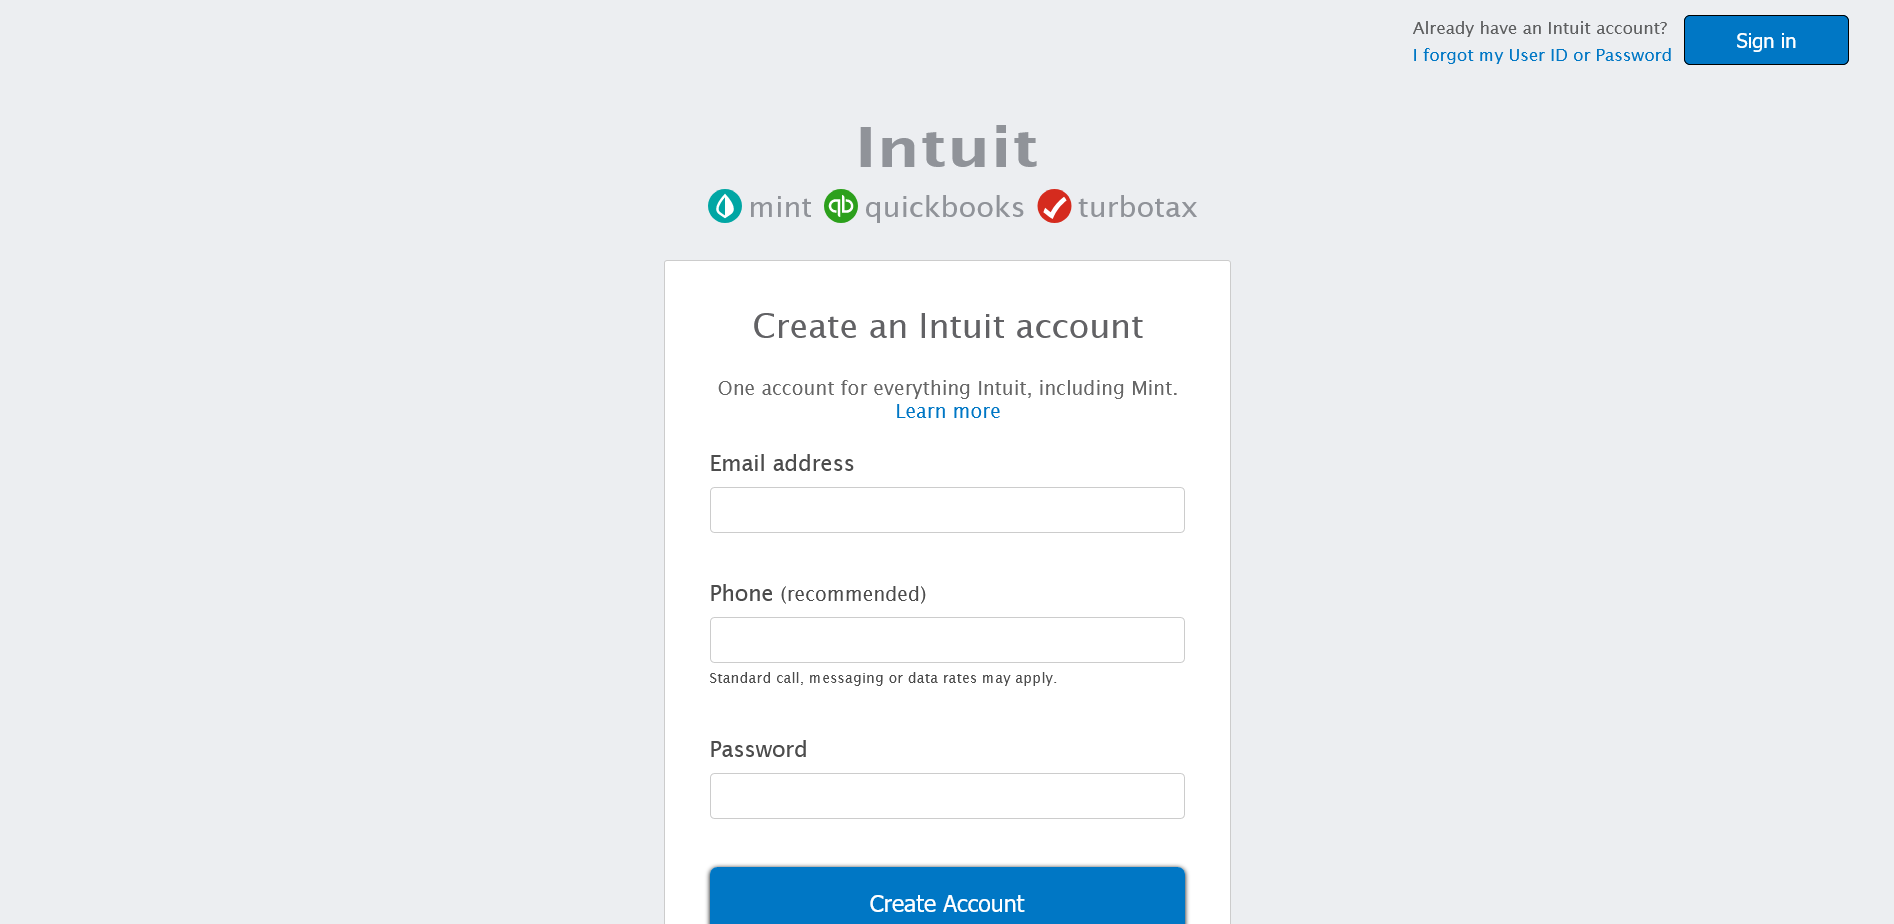 Already have an Intuit account?
I forgot my User ID or Password
Sign in
Intuit
mint quickbooks turbotax
Create an Intuit account
One account for everything Intuit, including Mint.
Learn more
Email address
Phone (recommended)
Standard call, messaging or data rates may apply.
Password
Create Account